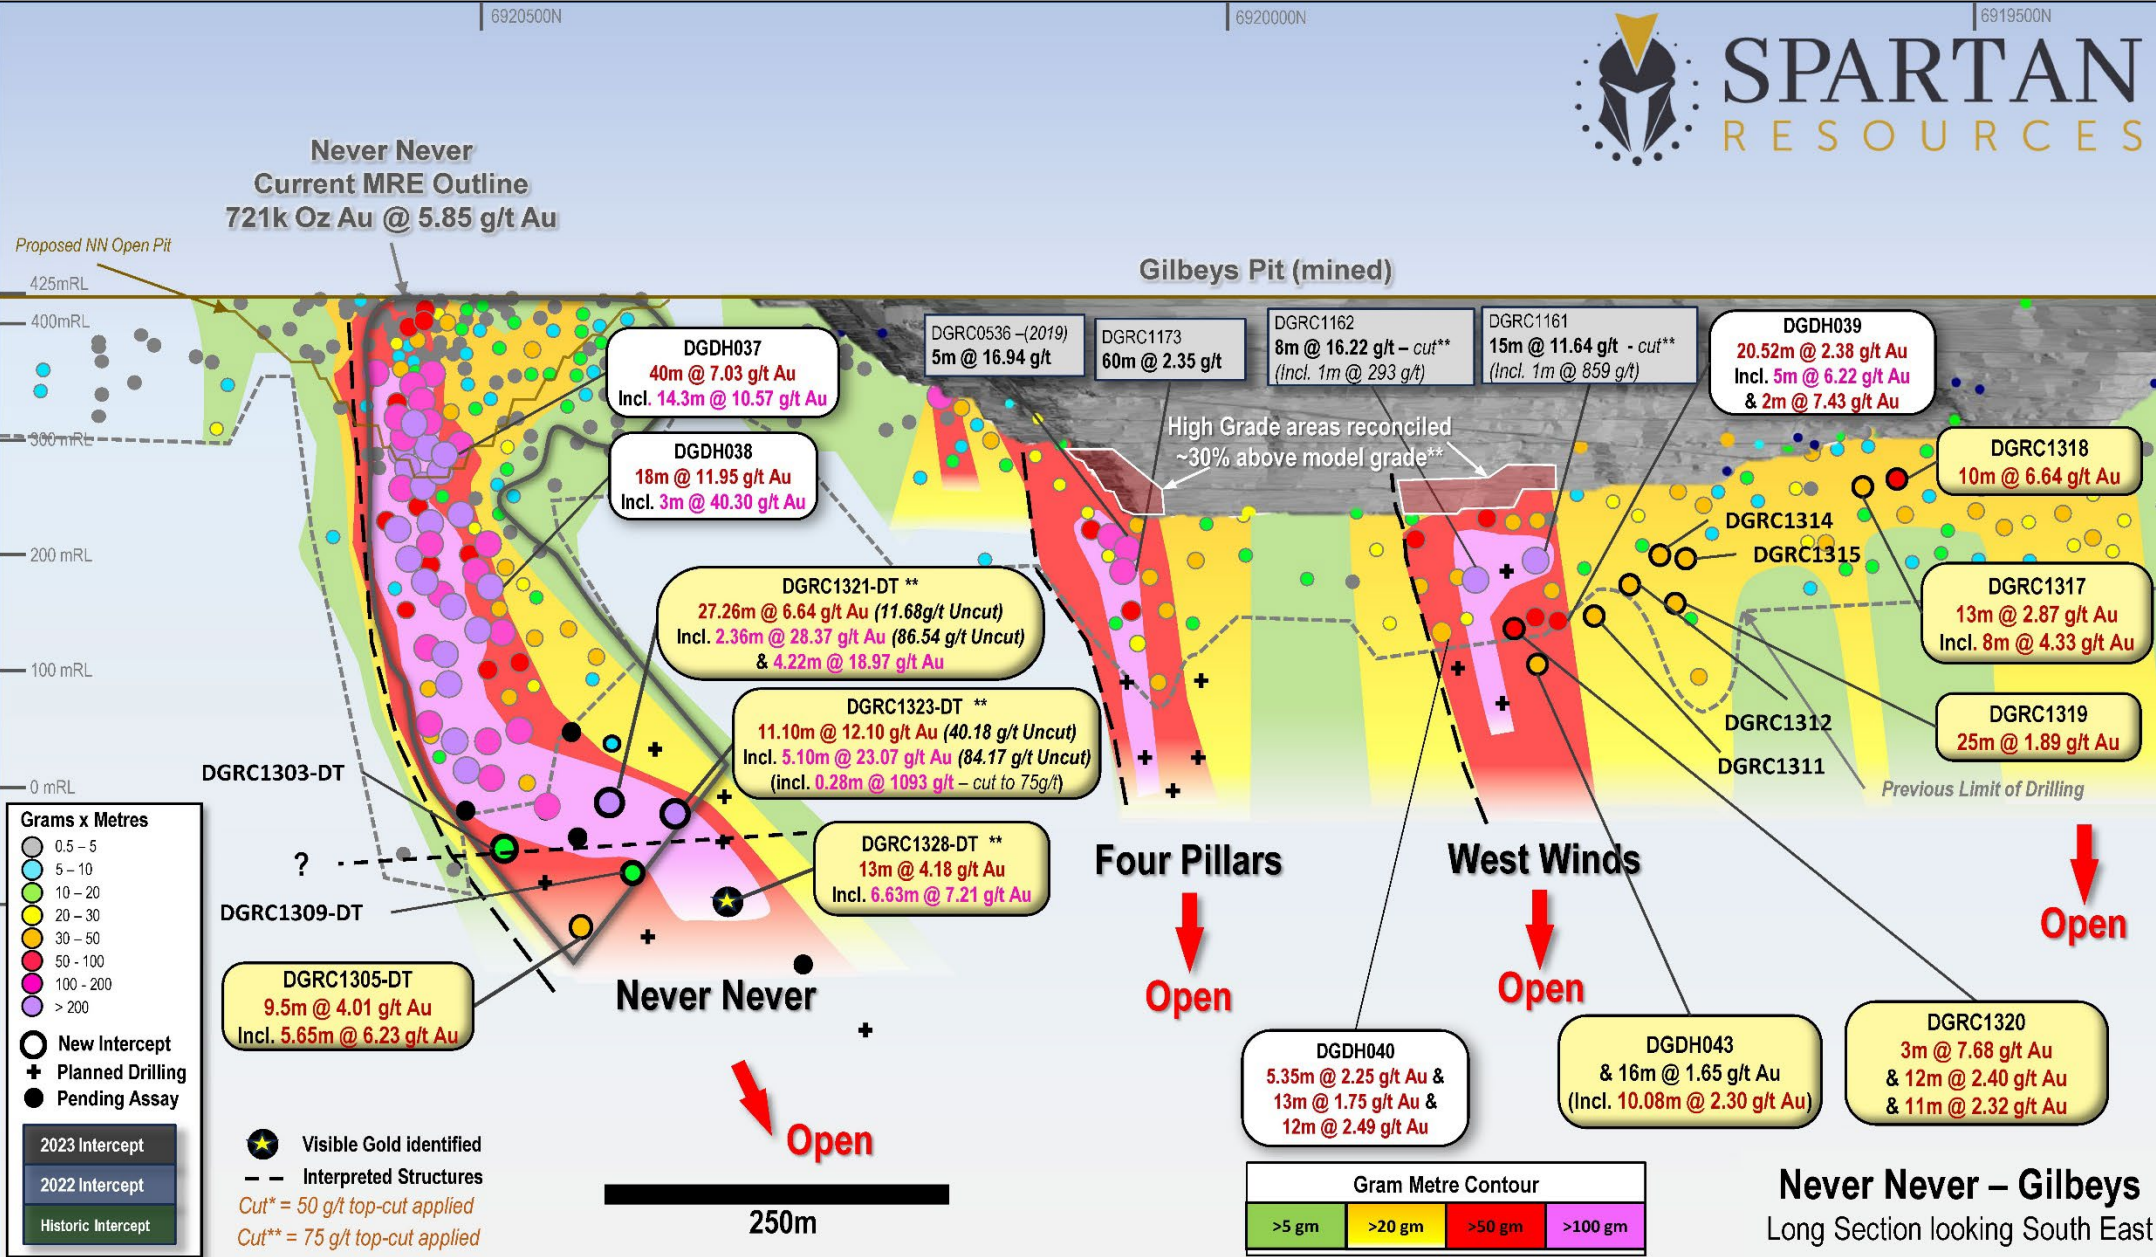 6920500N
6920000N
6919500N
SPARTAN
RESOURCES
Never Never
Current MRE Outline
721k Oz Au @ 5.85 g/t Au
Proposed NN Open Pit
Gilbeys Pit (mined)
425mRL
400mRL
300 mRL
200 mRL
100 mRL
0 mRL
DGDH037
40m @ 7.03 g/t Au
Incl. 14.3m @ 10.57 g/t Au
DGDH038
18m @ 11.95 g/t Au
Incl. 3m @ 40.30 g/t Au
DGRC0536 –(2019)
5m @ 16.94 g/t
DGRC1173
60m @ 2.35 g/t
DGRC1162
8m @ 16.22 g/t – cut**
(Incl. 1m @ 293 g/t)
DGRC1161
15m @ 11.64 g/t - cut**
(Incl. 1m @ 859 g/t)
DGDH039
20.52m @ 2.38 g/t Au
Incl. 5m @ 6.22 g/t Au
& 2m @ 7.43 g/t Au
High Grade areas reconciled
~30% above model grade**
DGRC1318
10m @ 6.64 g/t Au
DGRC1314
DGRC1315
DGRC1317
13m @ 2.87 g/t Au
Incl. 8m @ 4.33 g/t Au
DGRC1321-DT **
27.26m @ 6.64 g/t Au (11.68g/t Uncut)
Incl. 2.36m @ 28.37 g/t Au (86.54 g/t Uncut)
& 4.22m @ 18.97 g/t Au
DGRC1323-DT **
11.10m @ 12.10 g/t Au (40.18 g/t Uncut)
Incl. 5.10m @ 23.07 g/t Au (84.17 g/t Uncut)
(incl. 0.28m @ 1093 g/t – cut to 75g/t)
DGRC1312
DGRC1319
25m @ 1.89 g/t Au
DGRC1311
Previous Limit of Drilling
DGRC1303-DT
DGRC1328-DT **
13m @ 4.18 g/t Au
Incl. 6.63m @ 7.21 g/t Au
?
DGRC1309-DT
Four Pillars
Open
West Winds
Open
Open
DGRC1305-DT
9.5m @ 4.01 g/t Au
Incl. 5.65m @ 6.23 g/t Au
Never Never
Open
Grams x Metres
0.5 – 5
5 – 10
10 – 20
20 – 30
30 – 50
50 - 100
100 - 200
> 200
New Intercept
Planned Drilling
Pending Assay
2023 Intercept
2022 Intercept
Historic Intercept
Visible Gold identified
Interpreted Structures
Cut* = 50 g/t top-cut applied
Cut** = 75 g/t top-cut applied
250m
DGDH040
5.35m @ 2.25 g/t Au &
13m @ 1.75 g/t Au &
12m @ 2.49 g/t Au
DGDH043
& 16m @ 1.65 g/t Au
(Incl. 10.08m @ 2.30 g/t Au)
DGRC1320
3m @ 7.68 g/t Au
& 12m @ 2.40 g/t Au
& 11m @ 2.32 g/t Au
Gram Metre Contour
>5 gm
>20 gm
>50 gm
>100 gm
Never Never – Gilbeys
Long Section looking South East